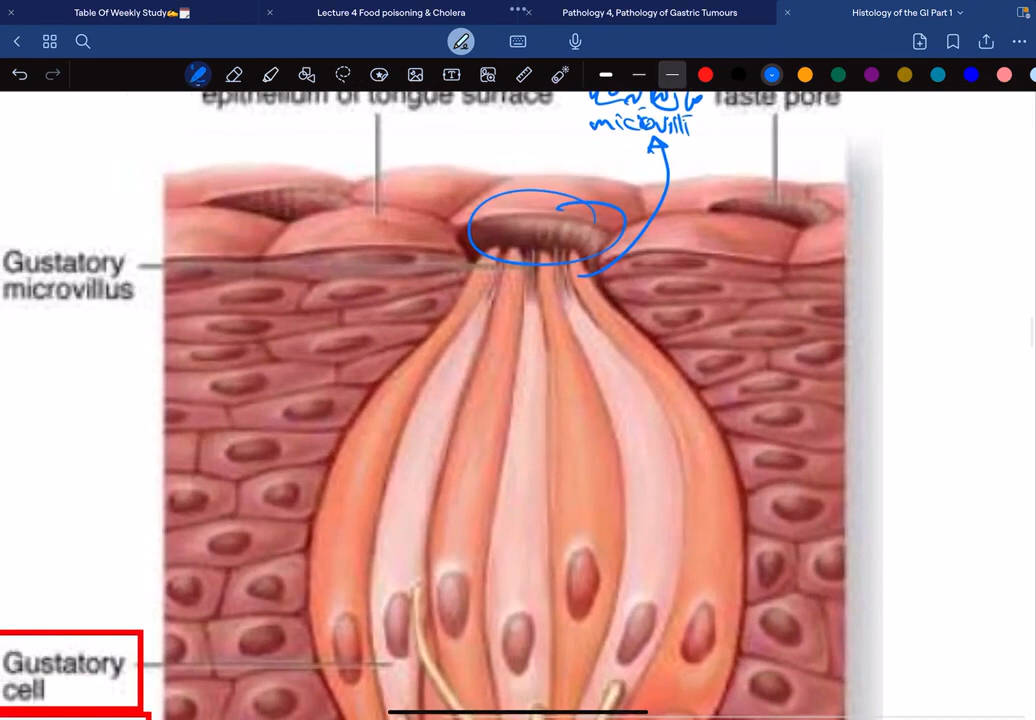 Table Of Weekly Study✍️🗓️
Lecture 4 Food poisoning & Cholera
Pathology 4, Pathology of Gastric Tumours
Histology of the GI Part 1
epithelium of tongue surface
Taste pore
microvilli
Gustatory
microvillus
Gustatory
cell